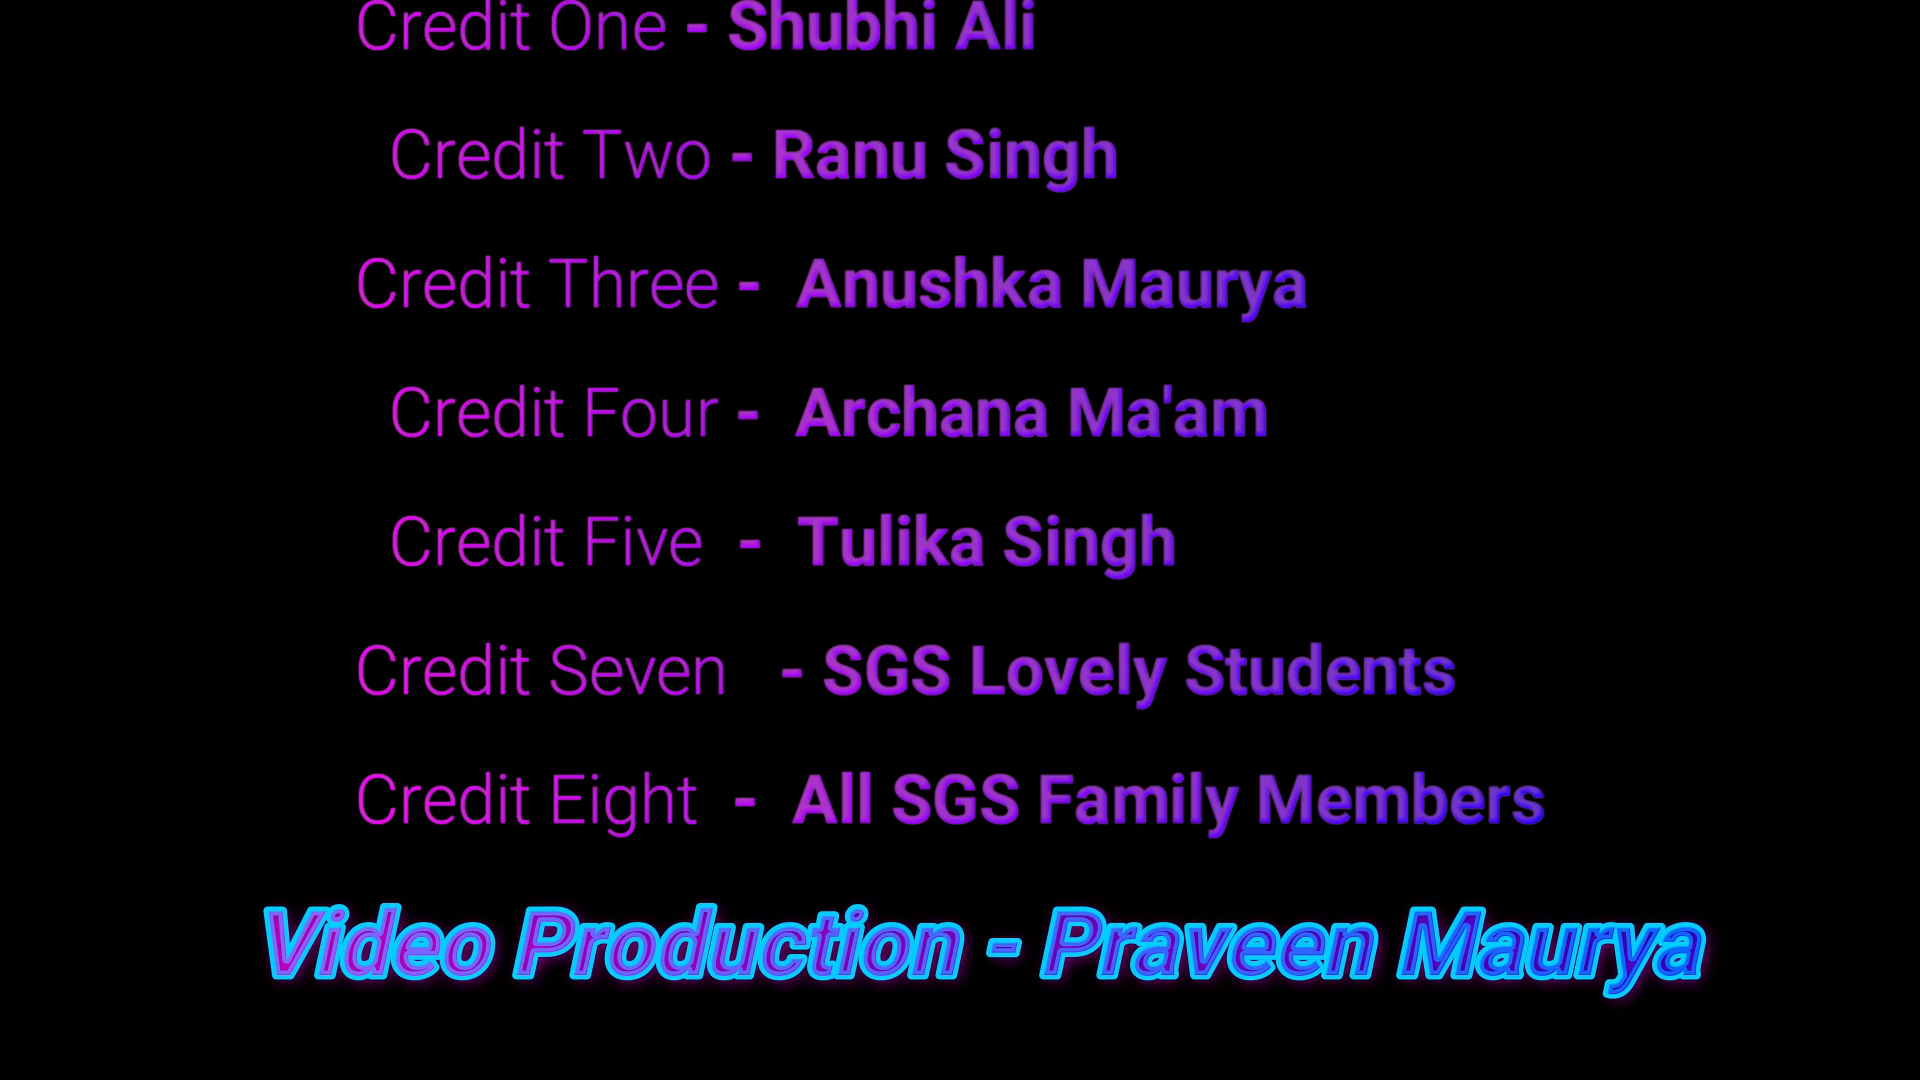 Credit One - Shubhi Ali
Credit Two - Ranu Singh
Credit Three - Anushka Maurya
Credit Four - Archana Ma'am
Credit Five - Tulika Singh
Credit Seven - SGS Lovely Students
Credit Eight - All SGS Family Members
Video Production - Praveen Maurya